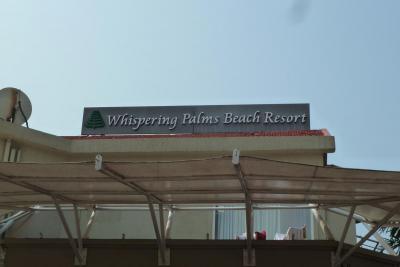 Whispering Palms Beach Resort